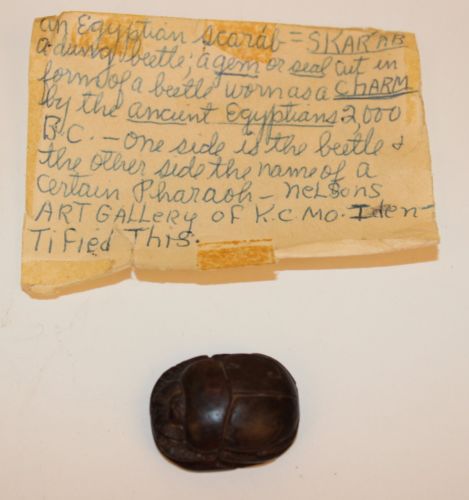 an Egyptian scarab = SKAR AB
a dung beetle; a gem or seal cut in
form of a beetle worn as a CHARM
by the ancient Egyptians 2,000
B.C. - one side is the beetle &
the other side the name of a
certain Pharaoh - NELSONS
ART GALLERY OF K.C MO. Iden-
TiFied This.